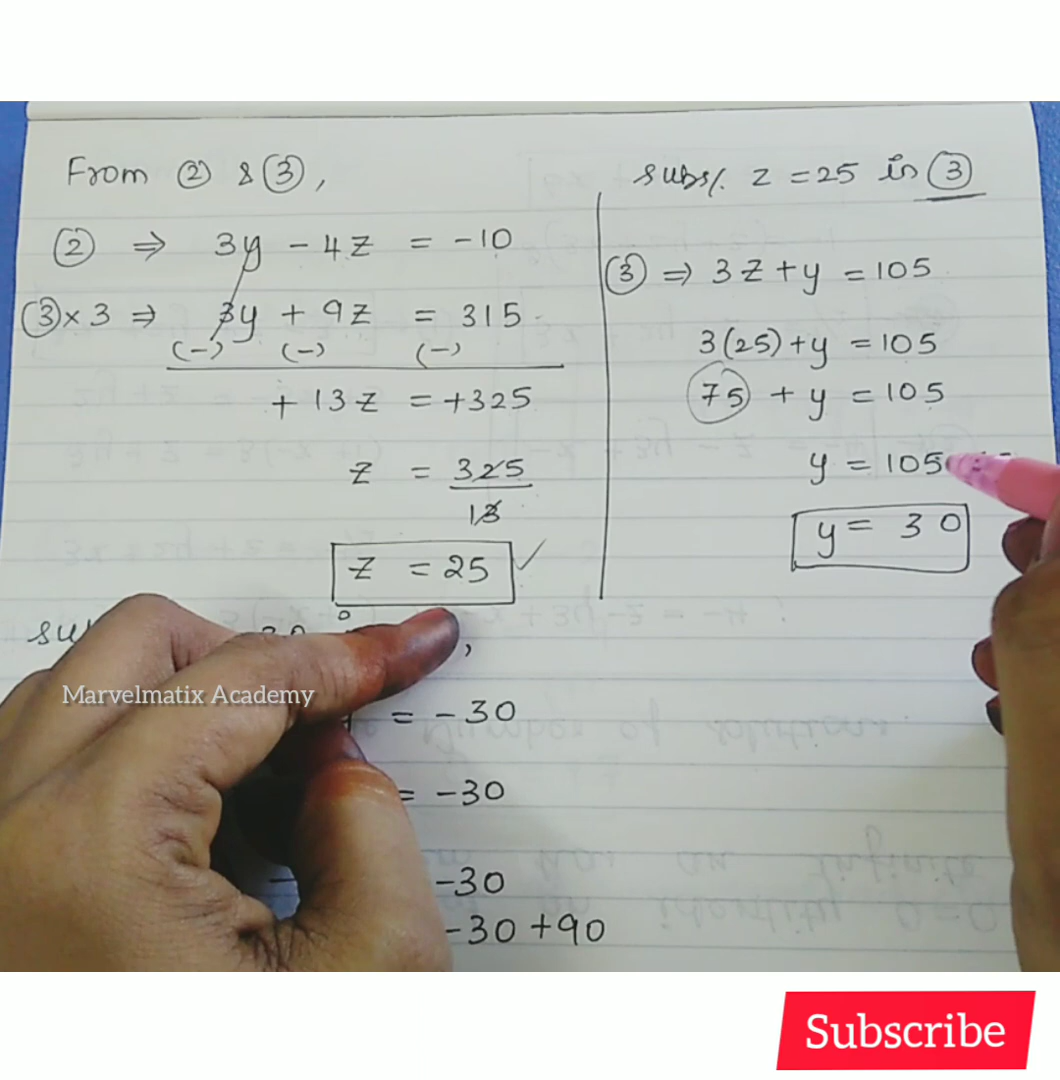 From ② & ③,
② ⇒ 3y - 4z = -10
③ × 3 ⇒ 3y + 9z = 315
(-) (-) (-)
+ 13z = +325
z = 325
13
z = 25 ✓
subs/. z = 25 in ③
③ ⇒ 3z + y = 105
3(25) + y = 105
75 + y = 105
y = 105
y = 30
Marvelmatix Academy
= -30
= -30
-30
-30 + 90
Subscribe